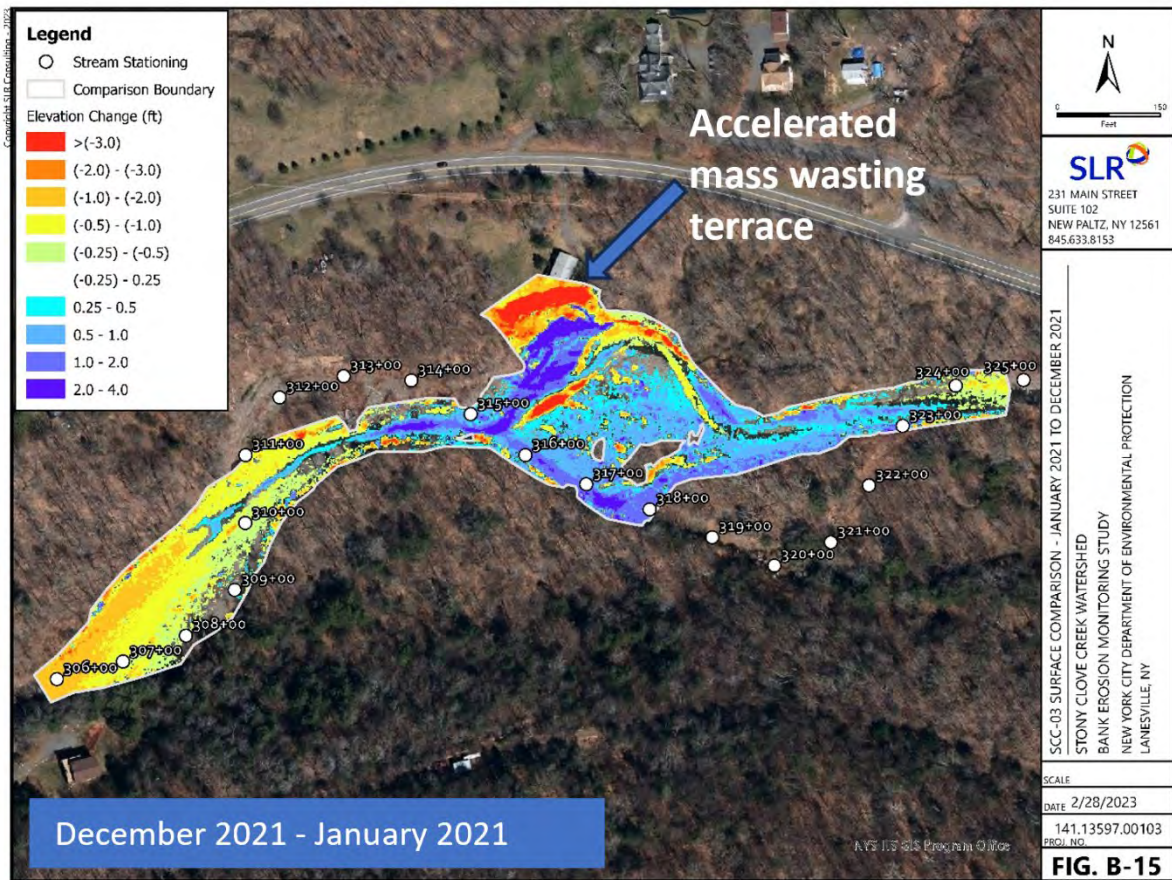 Copyright SLR Consulting - 2023
Legend
Stream Stationing
Comparison Boundary
Elevation Change (ft)
>(-3.0)
(-2.0) - (-3.0)
(-1.0) - (-2.0)
(-0.5) - (-1.0)
(-0.25) - (-0.5)
(-0.25) - 0.25
0.25 - 0.5
0.5 - 1.0
1.0 - 2.0
2.0 - 4.0
Accelerated
mass wasting
terrace
312+00
313+00
314+00
315+00
311+00
316+00
310+00
317+00
318+00
309+00
319+00
308+00
320+00
307+00
321+00
306+00
322+00
323+00
324+00
325+00
December 2021 - January 2021
NYS ITS GIS Program Office
N
0 150
Feet
SLR
231 MAIN STREET
SUITE 102
NEW PALTZ, NY 12561
845.633.8153
SCC-03 SURFACE COMPARISON - JANUARY 2021 TO DECEMBER 2021
STONY CLOVE CREEK WATERSHED
BANK EROSION MONITORING STUDY
NEW YORK CITY DEPARTMENT OF ENVIRONMENTAL PROTECTION
LANESVILLE, NY
SCALE
DATE 2/28/2023
141.13597.00103
PROJ. NO.
FIG. B-15